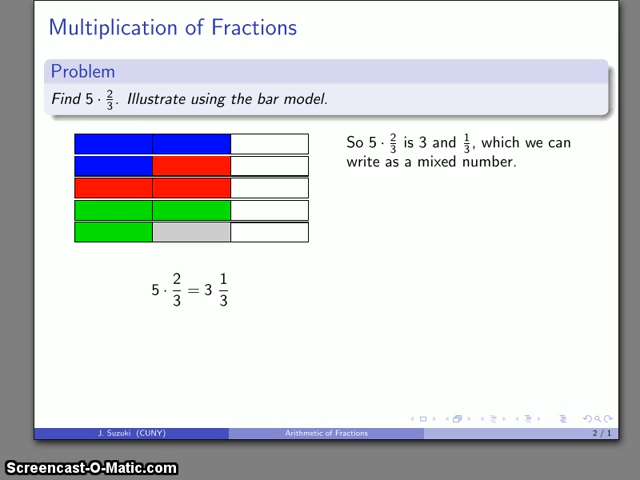 Multiplication of Fractions
Problem
Find 5 · 2/3. Illustrate using the bar model.
So 5 · 2/3 is 3 and 1/3, which we can
write as a mixed number.
5 · 2/3 = 3 1/3
J. Suzuki (CUNY)
Arithmetic of Fractions
2 / 1
Screencast-O-Matic.com